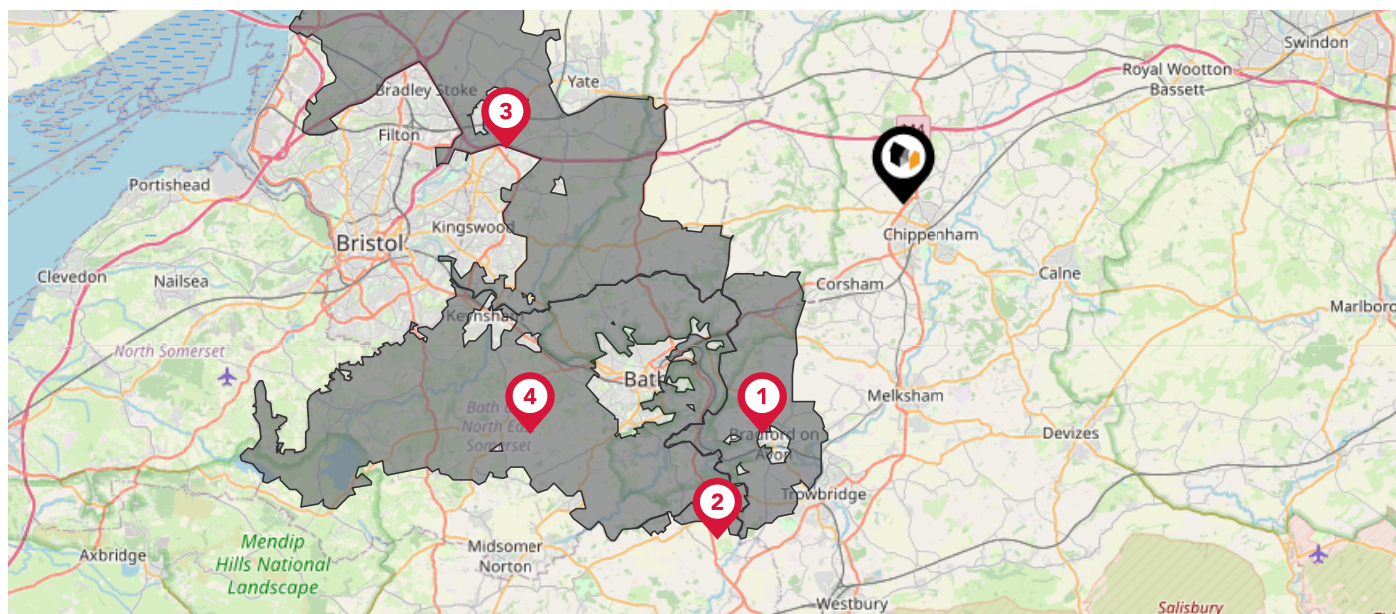 Swindon
Yate
Royal Wootton
Bassett
Bradley Stoke
3
Filton
Portishead
Kingswood
Bristol
Chippenham
Clevedon
Nailsea
Calne
Corsham
Marlboro
Keynsham
North Somerset
Bath
4
1
Melksham
Bath
North East
Somerset
Bradford on
Avon
Devizes
2
Trowbridge
Axbridge
Mendip
Hills National
Landscape
Midsomer
Norton
Westbury
Salisbury